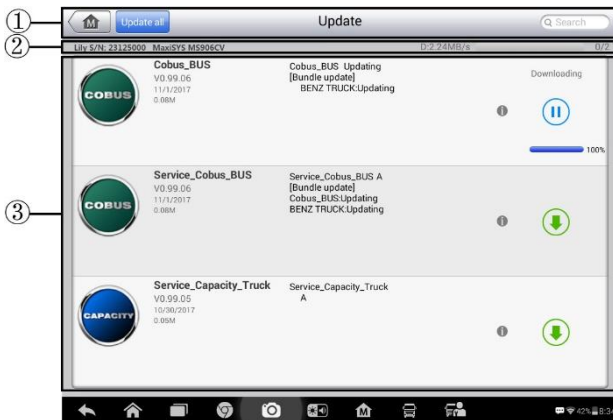 ①
Update all
Update
Search
②
Lily S/N: 23125000 MaxiSYS MS906CV
D:2.24MB/s
0/2
③
COBUS
Cobus_BUS
V0.99.06
11/1/2017
0.08M
Cobus_BUS Updating
[Bundle update]
BENZ TRUCK:Updating
Downloading
100%
COBUS
Service_Cobus_BUS
V0.99.06
11/1/2017
0.08M
Service_Cobus_BUS A
[Bundle update]
Cobus_BUS:Updating
BENZ TRUCK:Updating
CAPACITY
Service_Capacity_Truck
V0.99.05
10/30/2017
0.05M
Service_Capacity_Truck
A
42%